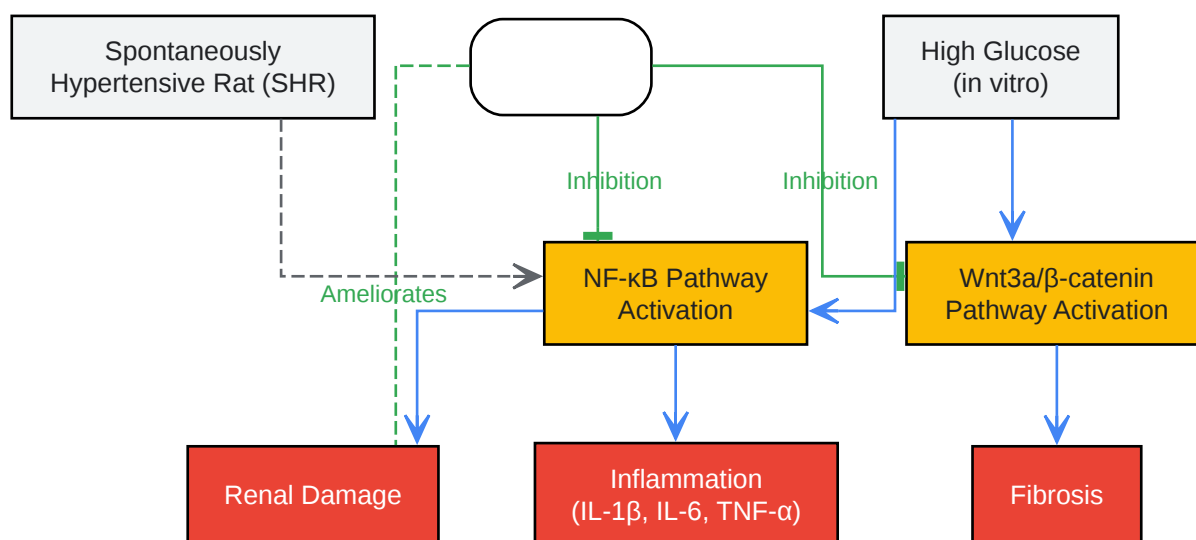 Spontaneously
Hypertensive Rat (SHR)
High Glucose
(in vitro)
Inhibition
Inhibition
Ameliorates
NF-κB Pathway
Activation
Wnt3a/β-catenin
Pathway Activation
Renal Damage
Inflammation
(IL-1β, IL-6, TNF-α)
Fibrosis